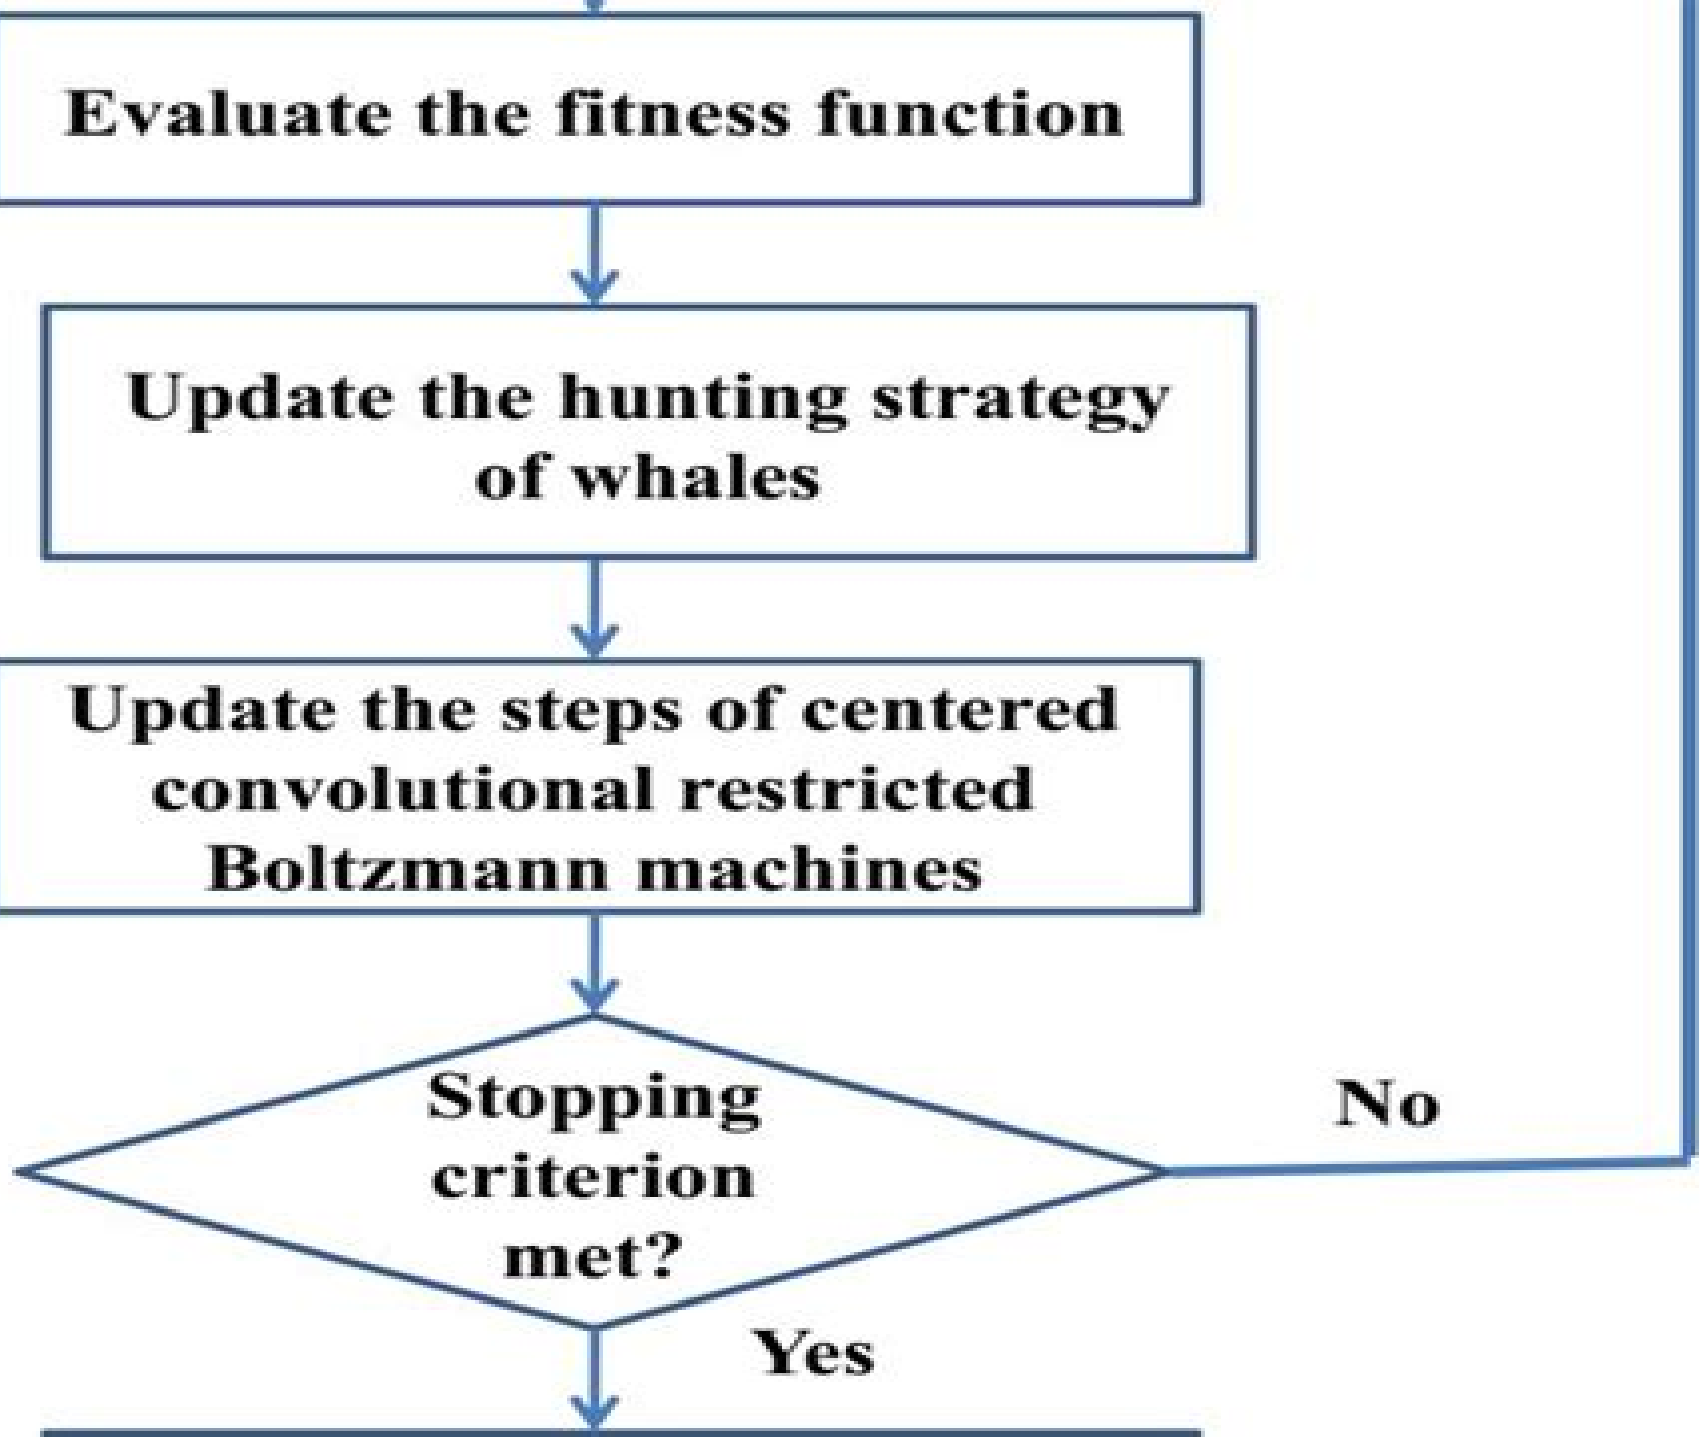 Evaluate the fitness function
Update the hunting strategy
of whales
Update the steps of centered
convolutional restricted
Boltzmann machines
Stopping
criterion
met?
No
Yes